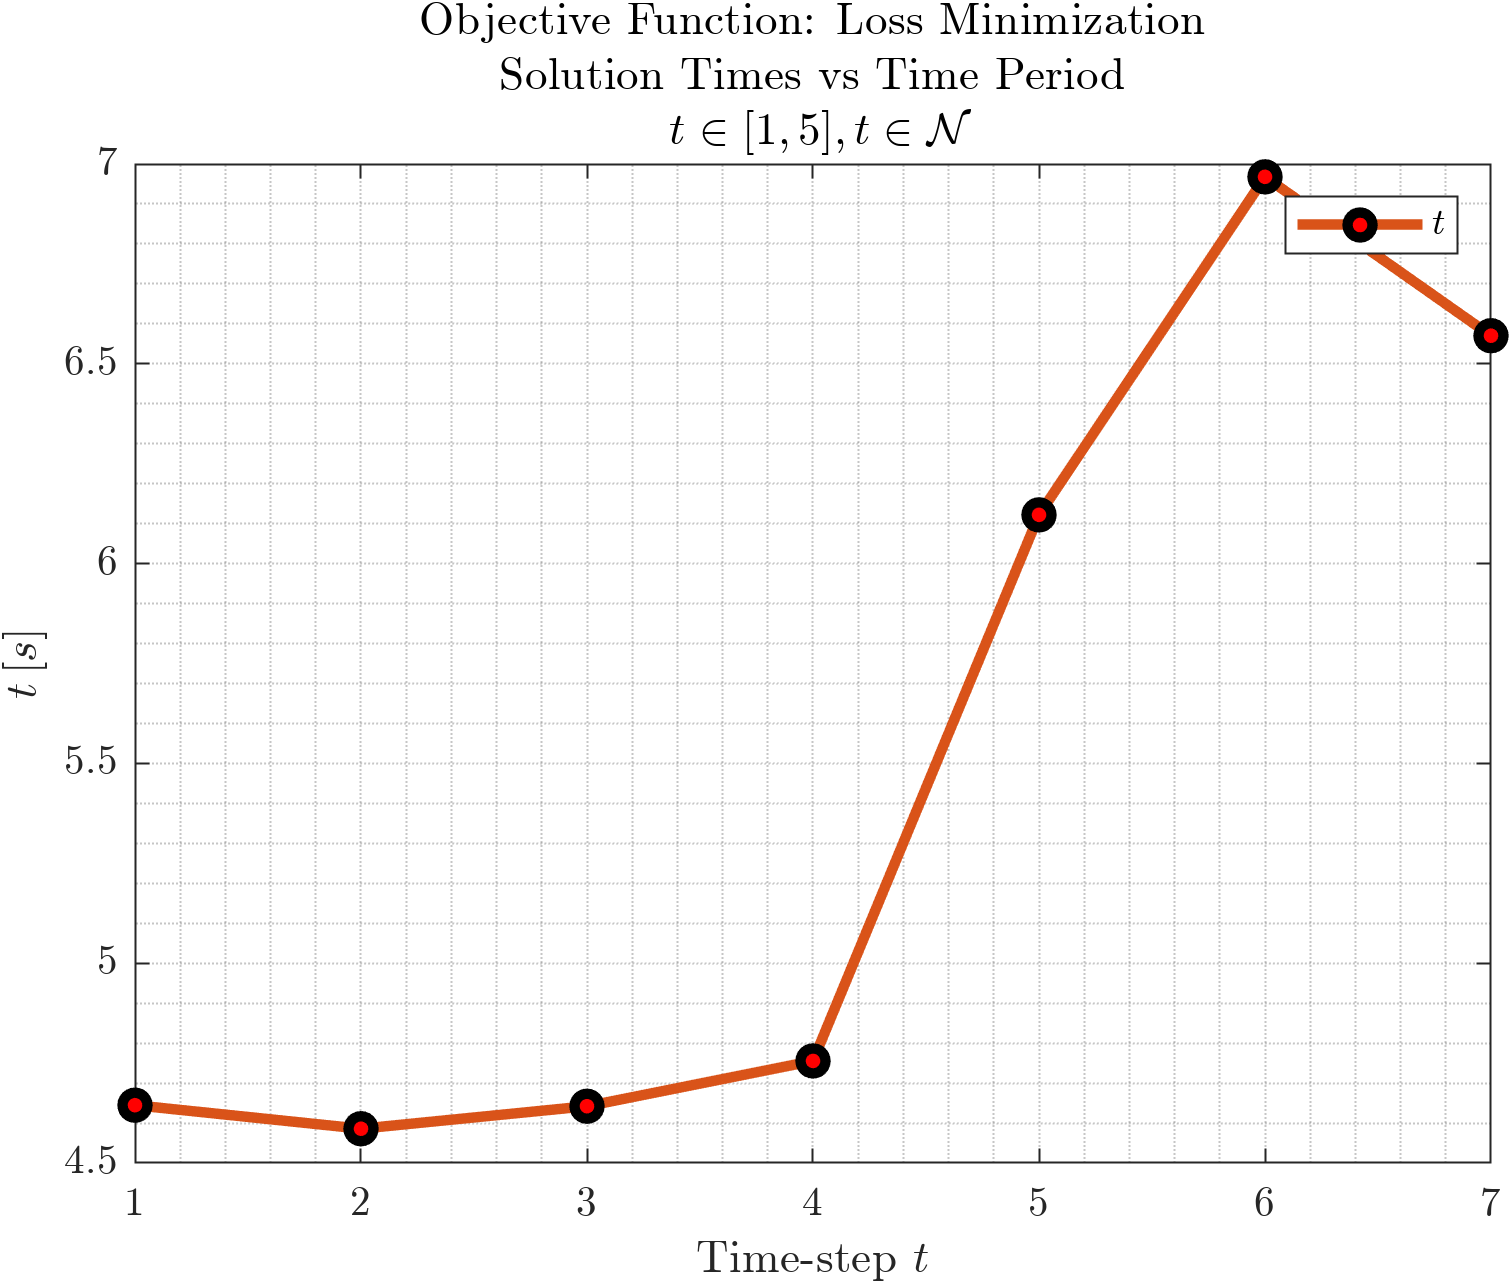 Objective Function: Loss Minimization
Solution Times vs Time Period
t ∈ [1, 5], t ∈ 𝒩
7
6.5
6
5.5
5
4.5
t [s]
t
1 2 3 4 5 6 7
Time-step t